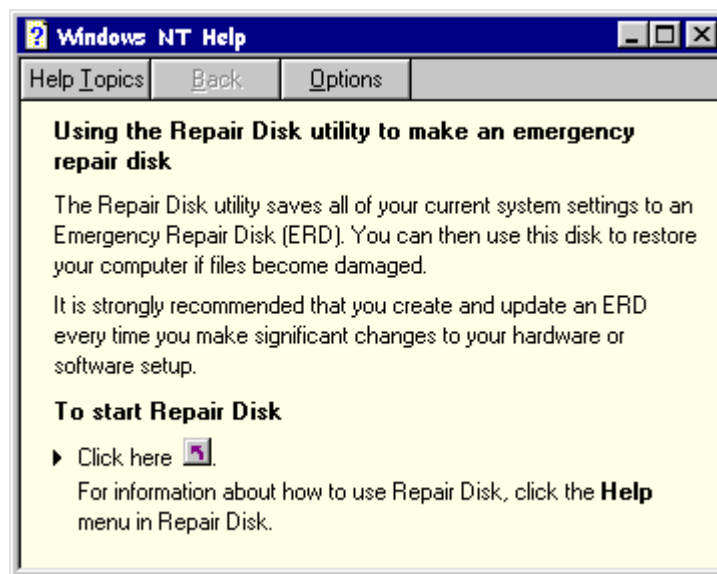 Windows NT Help
Help Topics Back Options
Using the Repair Disk utility to make an emergency
repair disk
The Repair Disk utility saves all of your current system settings to an
Emergency Repair Disk (ERD). You can then use this disk to restore
your computer if files become damaged.
It is strongly recommended that you create and update an ERD
every time you make significant changes to your hardware or
software setup.
To start Repair Disk
Click here .
For information about how to use Repair Disk, click the Help
menu in Repair Disk.